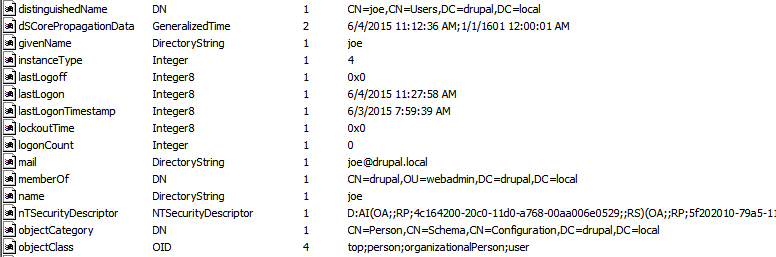 distinguishedName DN 1 CN=joe,CN=Users,DC=drupal,DC=local
dSCorePropagationData GeneralizedTime 2 6/4/2015 11:12:36 AM;1/1/1601 12:00:01 AM
givenName DirectoryString 1 joe
instanceType Integer 1 4
lastLogoff Integer8 1 0x0
lastLogon Integer8 1 6/4/2015 11:27:58 AM
lastLogonTimestamp Integer8 1 6/3/2015 7:59:39 AM
lockoutTime Integer8 1 0x0
logonCount Integer 1 0
mail DirectoryString 1 joe@drupal.local
memberOf DN 1 CN=drupal,OU=webadmin,DC=drupal,DC=local
name DirectoryString 1 joe
nTSecurityDescriptor NTSecurityDescriptor 1 D:AI(OA;;RP;4c164200-20c0-11d0-a768-00aa006e0529;;RS)(OA;;RP;5f202010-79a5-11
objectCategory DN 1 CN=Person,CN=Schema,CN=Configuration,DC=drupal,DC=local
objectClass OID 4 top;person;organizationalPerson;user